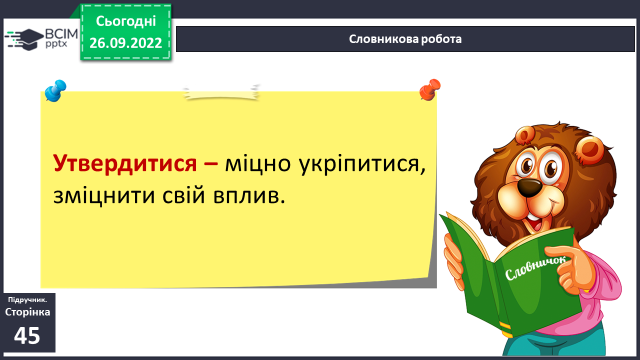 Сьогодні
26.09.2022
ВСІМ
pptx
Словникова робота
Утвердитися – міцно укріпитися,
зміцнити свій вплив.
Словничок
Підручник.
Сторінка
45